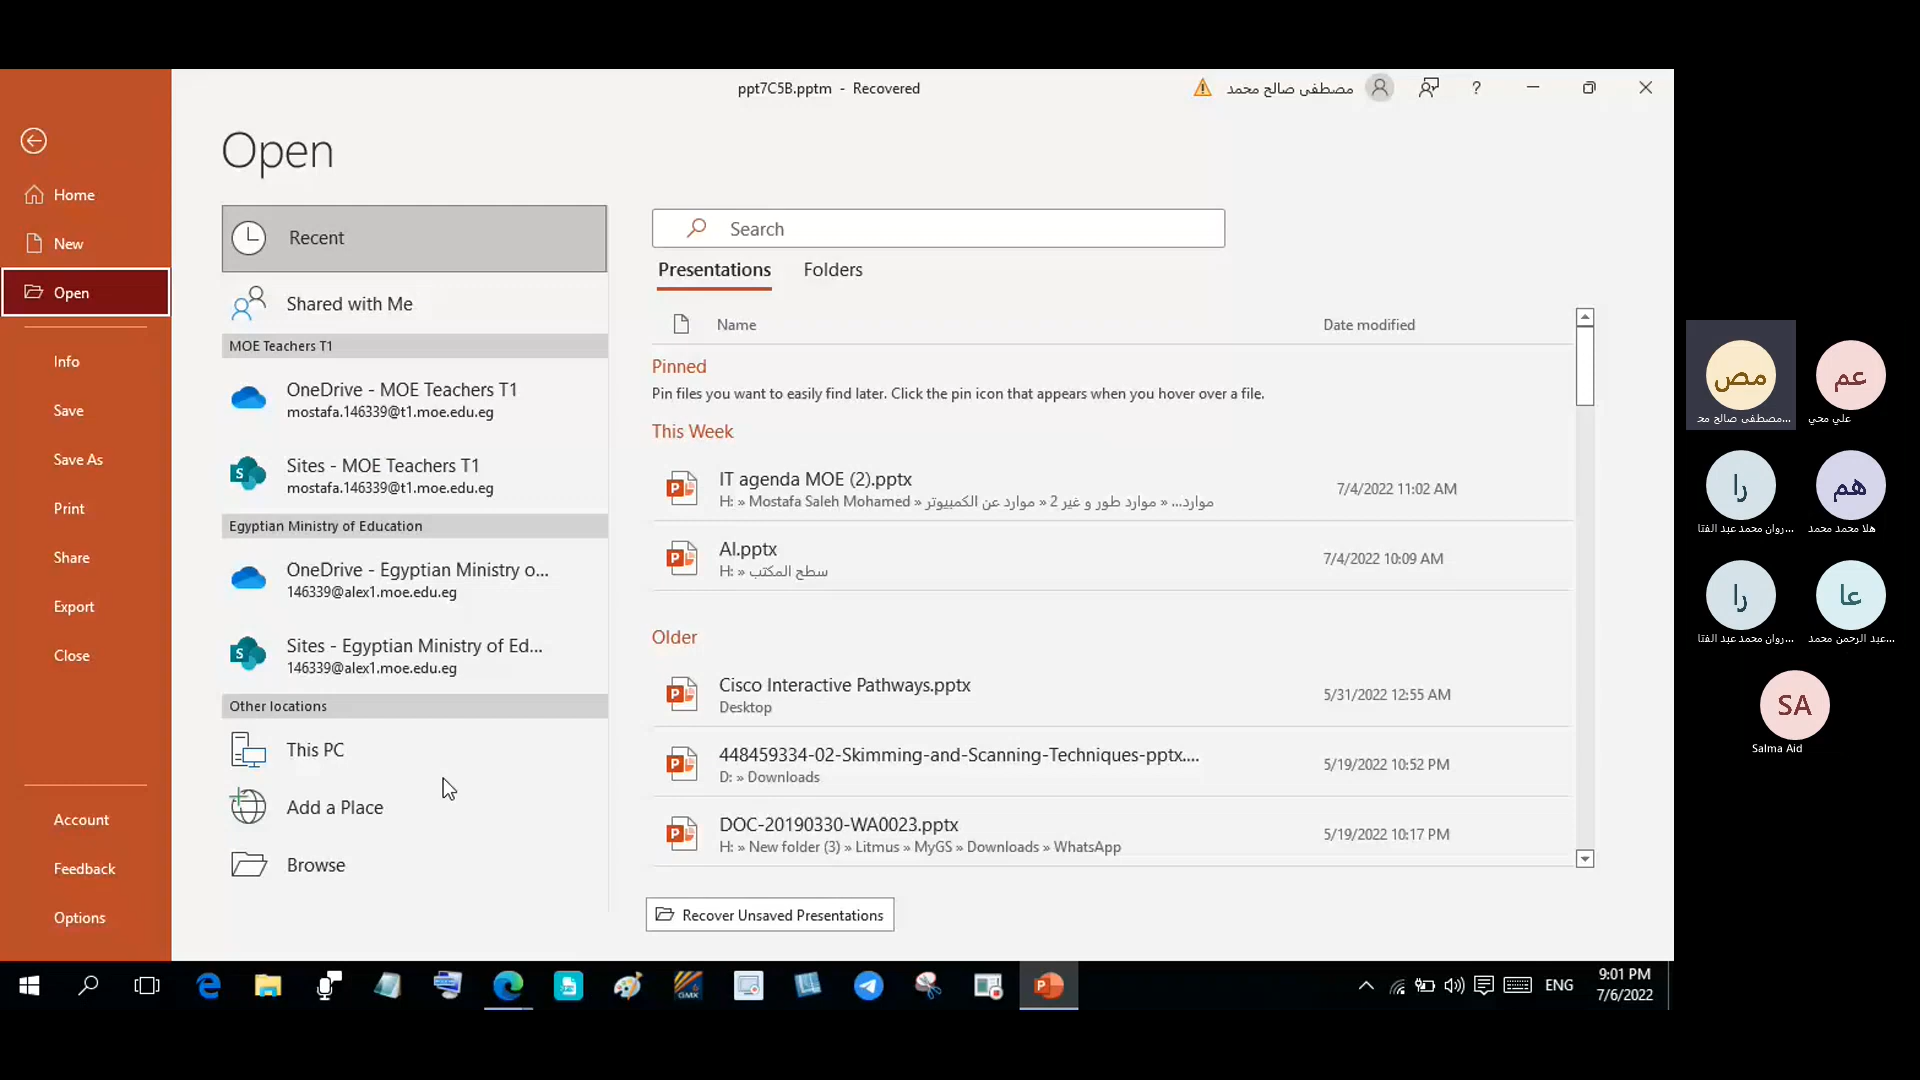 ppt7C5B.pptm - Recovered
مصطفى صالح محمد
?
Open
Home
New
Open
Info
Save
Save As
Print
Share
Export
Close
Account
Feedback
Options
Recent
Shared with Me
MOE Teachers T1
OneDrive - MOE Teachers T1
mostafa.146339@t1.moe.edu.eg
Sites - MOE Teachers T1
mostafa.146339@t1.moe.edu.eg
Egyptian Ministry of Education
OneDrive - Egyptian Ministry o...
146339@alex1.moe.edu.eg
Sites - Egyptian Ministry of Ed...
146339@alex1.moe.edu.eg
Other locations
This PC
Add a Place
Browse
Search
Presentations Folders
Name Date modified
Pinned
Pin files you want to easily find later. Click the pin icon that appears when you hover over a file.
This Week
IT agenda MOE (2).pptx
7/4/2022 11:02 AM
H: » Mostafa Saleh Mohamed » موارد عن الكمبيوتر » موارد طور و غير 2 » موارد...
AI.pptx
7/4/2022 10:09 AM
H: » سطح المكتب
Older
Cisco Interactive Pathways.pptx
5/31/2022 12:55 AM
Desktop
448459334-02-Skimming-and-Scanning-Techniques-pptx....
5/19/2022 10:52 PM
D: » Downloads
DOC-20190330-WA0023.pptx
5/19/2022 10:17 PM
H: » New folder (3) » Litmus » MyGS » Downloads » WhatsApp
Recover Unsaved Presentations
مص
مصطفى صالح مح...
عم
علي محي
را
روان محمد عبد الفتا...
هم
هلا محمد محمد
را
روان محمد عبد الفتا...
عا
عبد الرحمن محمد...
SA
Salma Aid
GMX
ENG
9:01 PM
7/6/2022